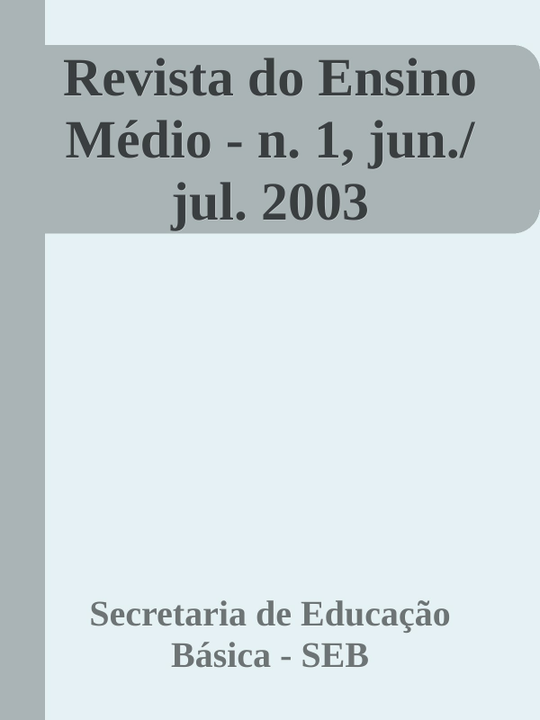 Revista do Ensino
Médio - n. 1, jun./
jul. 2003
Secretaria de Educação
Básica - SEB